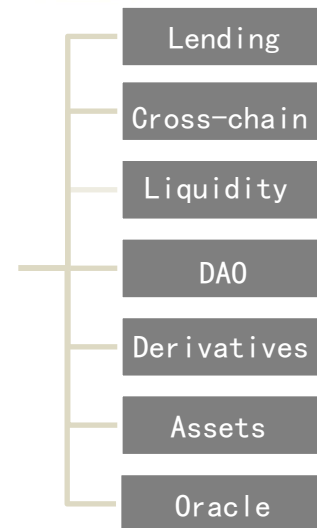 Lending
Cross-chain
Liquidity
DAO
Derivatives
Assets
Oracle